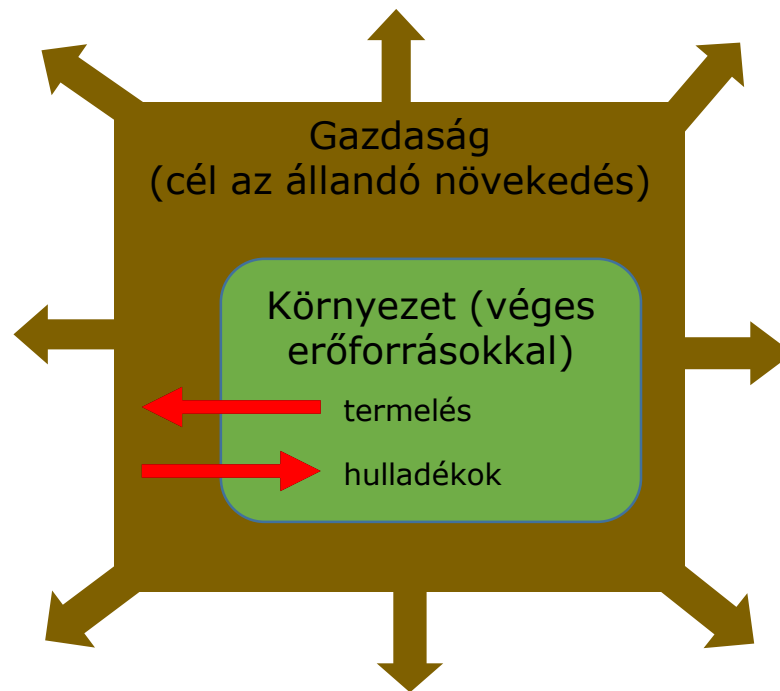 Gazdaság
(cél az állandó növekedés)
Környezet (véges
erőforrásokkal)
termelés
hulladékok